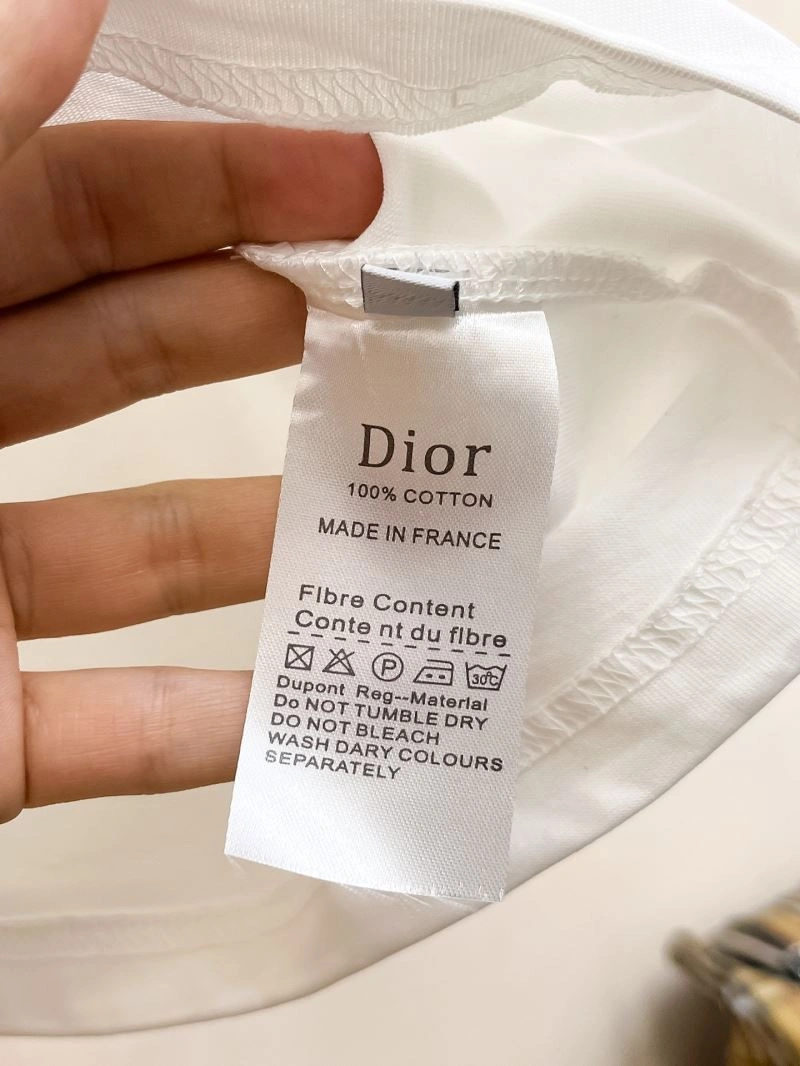 Dior
100% COTTON
MADE IN FRANCE
FIbre Content
Conte nt du fIbre
P 30℃
Dupont Reg--MaterIal
Do NOT TUMBLE DRY
DO NOT BLEACH
WASH DARY COLOURS
SEPARATELY